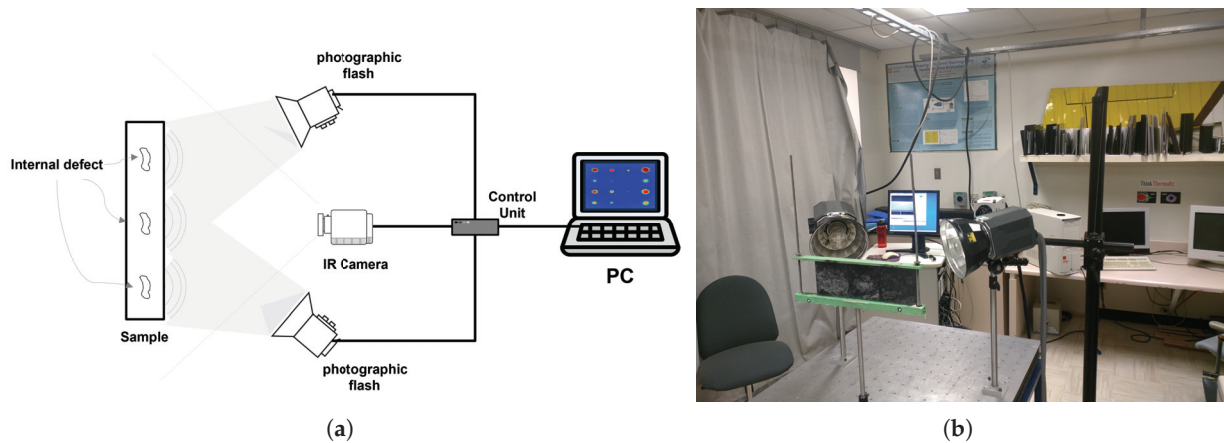 photographic
flash
Internal defect
Control
Unit
IR Camera
PC
Sample
photographic
flash
(a)
(b)